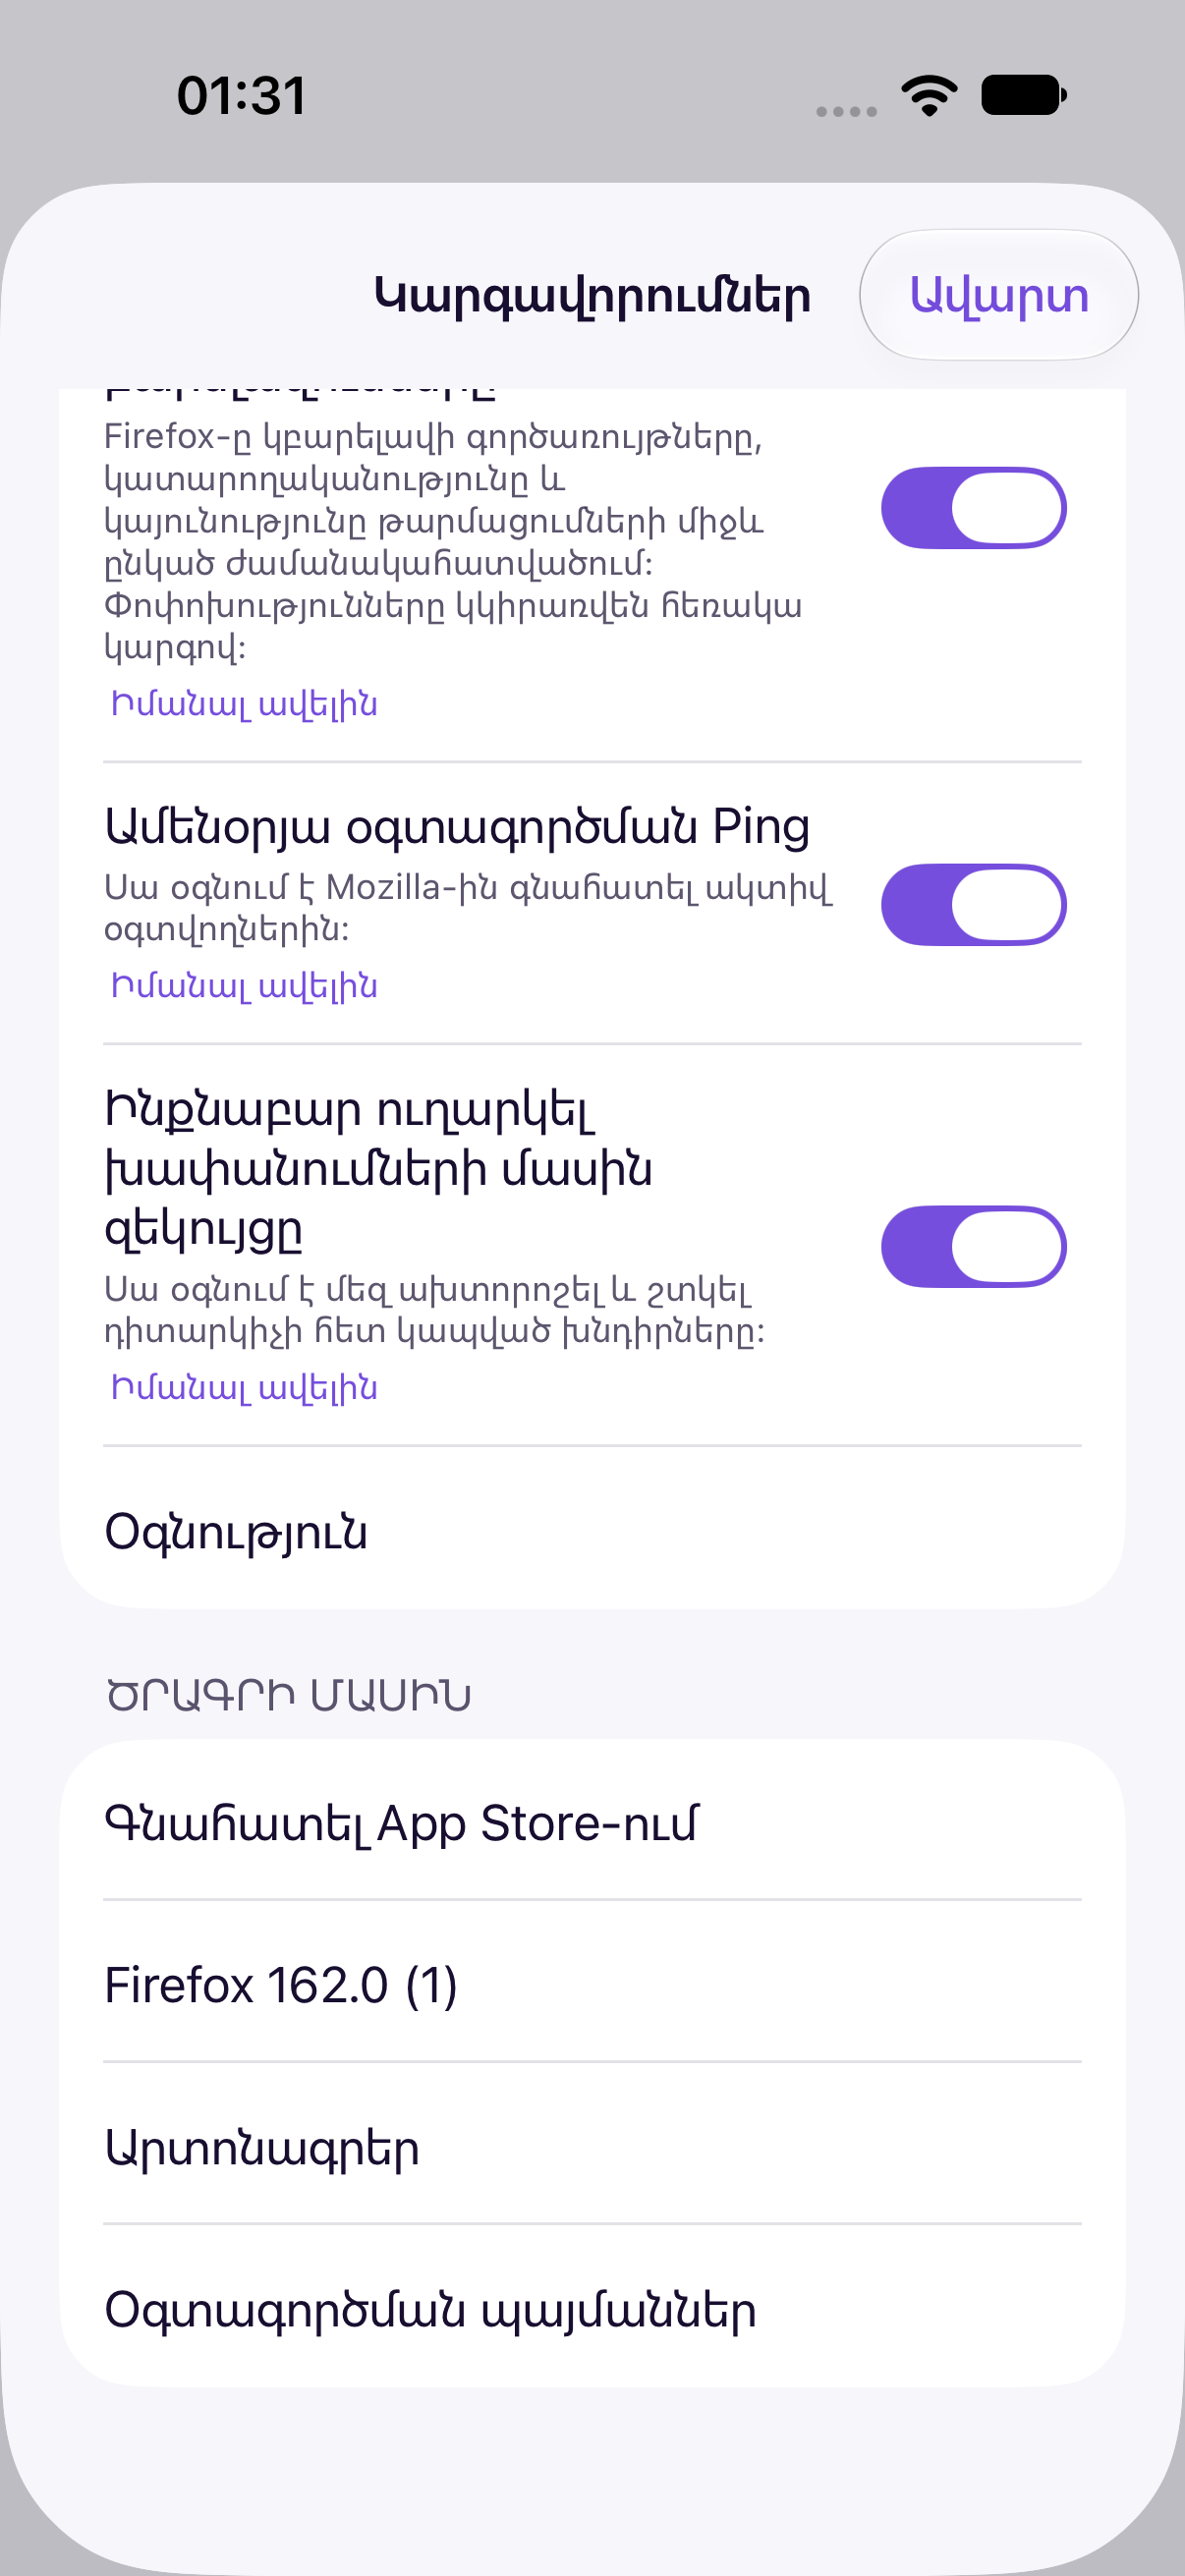 01:31
Կարգավորումներ
Ավարտ
Firefox-ը կբարելավի գործառույթները,
կատարողականությունը և
կայունությունը թարմացումների միջև
ընկած ժամանակահատվածում:
Փոփոխությունները կկիրառվեն հեռակա
կարգով:
Իմանալ ավելին
Ամենօրյա օգտագործման Ping
Սա օգնում է Mozilla-ին գնահատել ակտիվ
օգտվողներին:
Իմանալ ավելին
Ինքնաբար ուղարկել
խափանումների մասին
զեկույցը
Սա օգնում է մեզ ախտորոշել և շտկել
դիտարկիչի հետ կապված խնդիրները:
Իմանալ ավելին
Օգնություն
ԾՐԱԳՐԻ ՄԱՍԻՆ
Գնահատել App Store-ում
Firefox 162.0 (1)
Արտոնագրեր
Օգտագործման պայմաններ